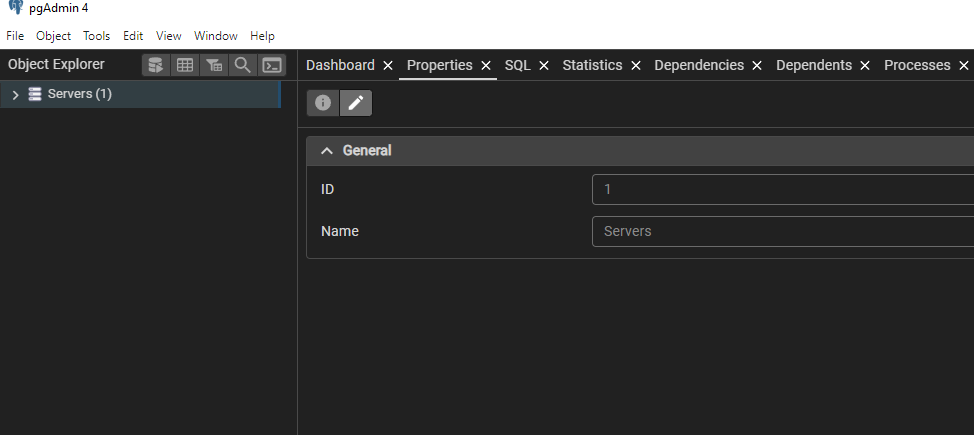 pgAdmin 4
File Object Tools Edit View Window Help
Object Explorer
Dashboard Properties SQL Statistics Dependencies Dependents Processes
Servers (1)
General
ID 1
Name Servers